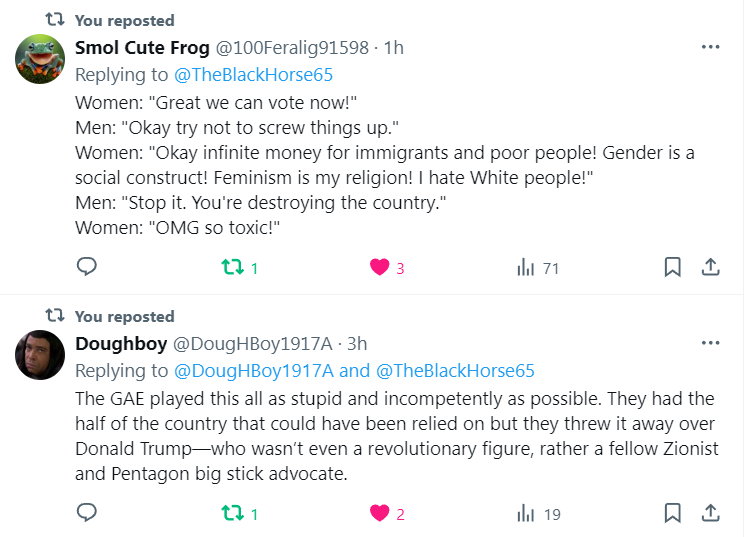 You reposted
Smol Cute Frog @100Feralig91598 · 1h
Replying to @TheBlackHorse65
Women: "Great we can vote now!"
Men: "Okay try not to screw things up."
Women: "Okay infinite money for immigrants and poor people! Gender is a
social construct! Feminism is my religion! I hate White people!"
Men: "Stop it. You're destroying the country."
Women: "OMG so toxic!"
1 3 71
You reposted
Doughboy @DougHBoy1917A · 3h
Replying to @DougHBoy1917A and @TheBlackHorse65
The GAE played this all as stupid and incompetently as possible. They had the
half of the country that could have been relied on but they threw it away over
Donald Trump—who wasn’t even a revolutionary figure, rather a fellow Zionist
and Pentagon big stick advocate.
1 2 19